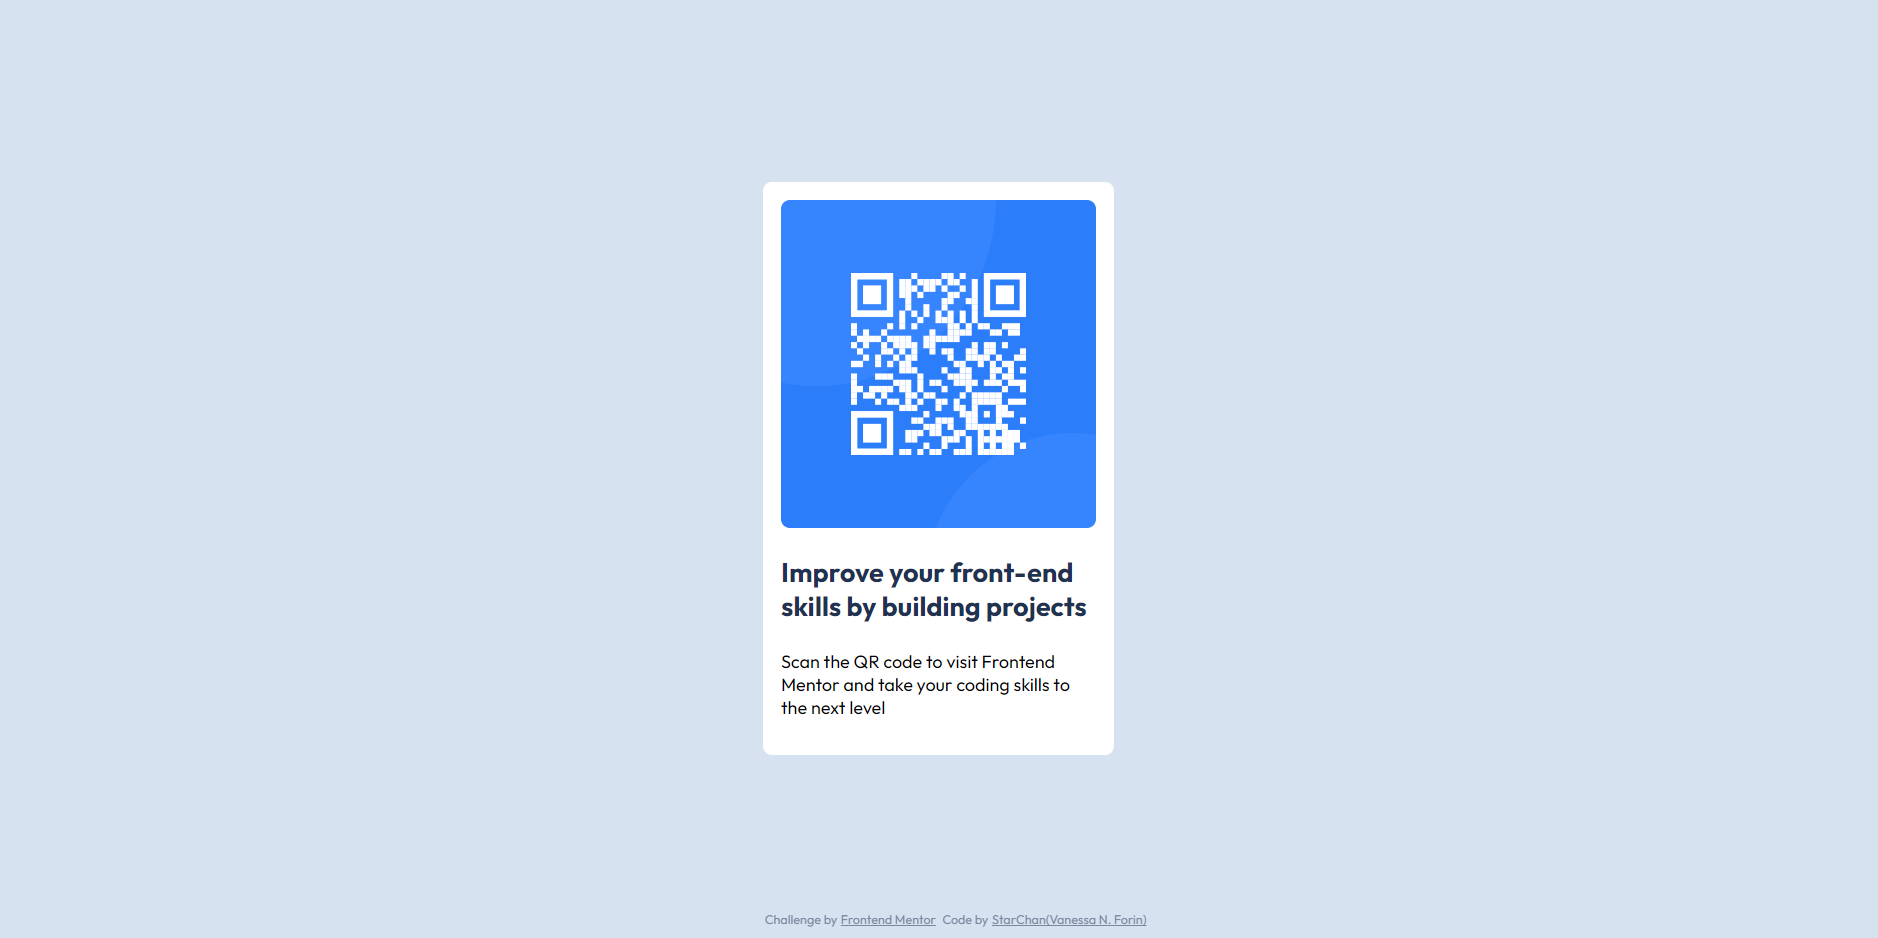 Improve your front-end
skills by building projects
Scan the QR code to visit Frontend
Mentor and take your coding skills to
the next level
Challenge by Frontend Mentor Code by StarChan(Vanessa N. Forin)